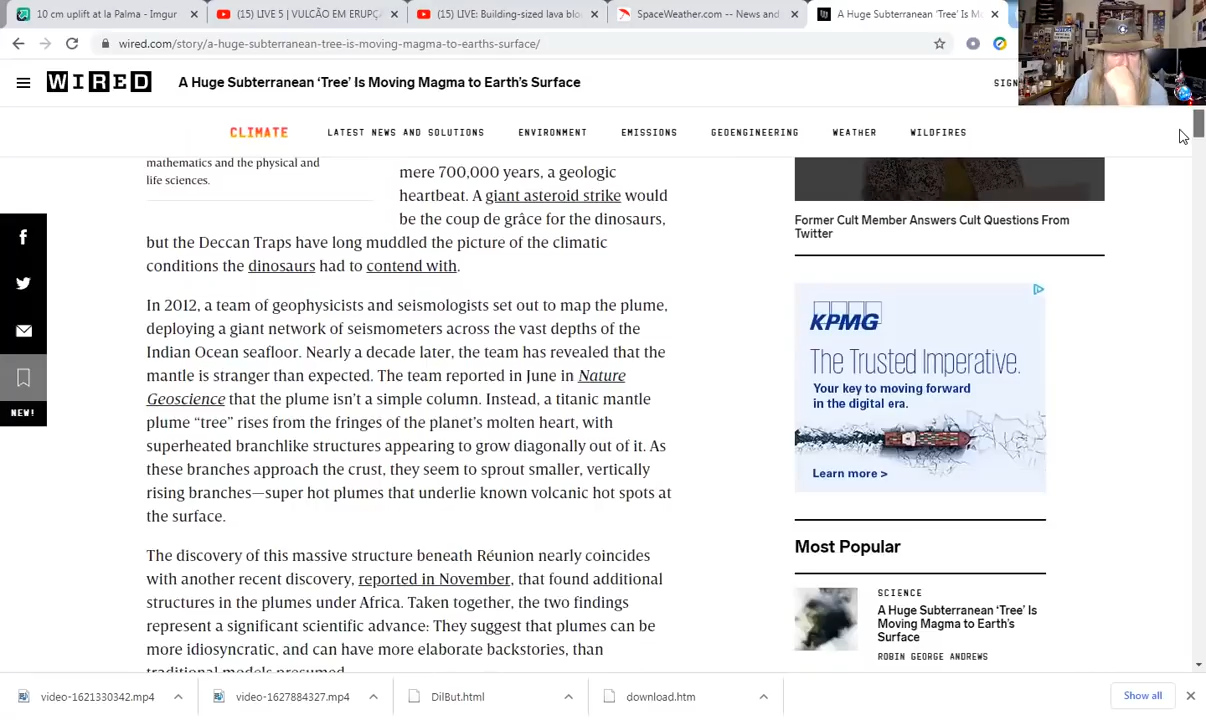 10 cm uplift at la Palma - Imgur
(15) LIVE 5 | VULCÃO EM ERUPÇ
(15) LIVE: Building-sized lava blo
SpaceWeather.com -- News and
A Huge Subterranean 'Tree' Is M
wired.com/story/a-huge-subterranean-tree-is-moving-magma-to-earths-surface/
WIRED
A Huge Subterranean ‘Tree’ Is Moving Magma to Earth’s Surface
SIGN
CLIMATE
LATEST NEWS AND SOLUTIONS
ENVIRONMENT
EMISSIONS
GEOENGINEERING
WEATHER
WILDFIRES
mathematics and the physical and
life sciences.
mere 700,000 years, a geologic
heartbeat. A giant asteroid strike would
be the coup de grâce for the dinosaurs,
but the Deccan Traps have long muddled the picture of the climatic
conditions the dinosaurs had to contend with.
In 2012, a team of geophysicists and seismologists set out to map the plume,
deploying a giant network of seismometers across the vast depths of the
Indian Ocean seafloor. Nearly a decade later, the team has revealed that the
mantle is stranger than expected. The team reported in June in Nature
Geoscience that the plume isn’t a simple column. Instead, a titanic mantle
plume “tree” rises from the fringes of the planet’s molten heart, with
superheated branchlike structures appearing to grow diagonally out of it. As
these branches approach the crust, they seem to sprout smaller, vertically
rising branches—super hot plumes that underlie known volcanic hot spots at
the surface.
The discovery of this massive structure beneath Réunion nearly coincides
with another recent discovery, reported in November, that found additional
structures in the plumes under Africa. Taken together, the two findings
represent a significant scientific advance: They suggest that plumes can be
more idiosyncratic, and can have more elaborate backstories, than
traditional models presumed.
NEW!
Former Cult Member Answers Cult Questions From
Twitter
KPMG
The Trusted Imperative.
Your key to moving forward
in the digital era.
Learn more >
Most Popular
SCIENCE
A Huge Subterranean ‘Tree’ Is
Moving Magma to Earth’s
Surface
ROBIN GEORGE ANDREWS
video-1621330342.mp4
video-1627884327.mp4
DilBut.html
download.htm
Show all